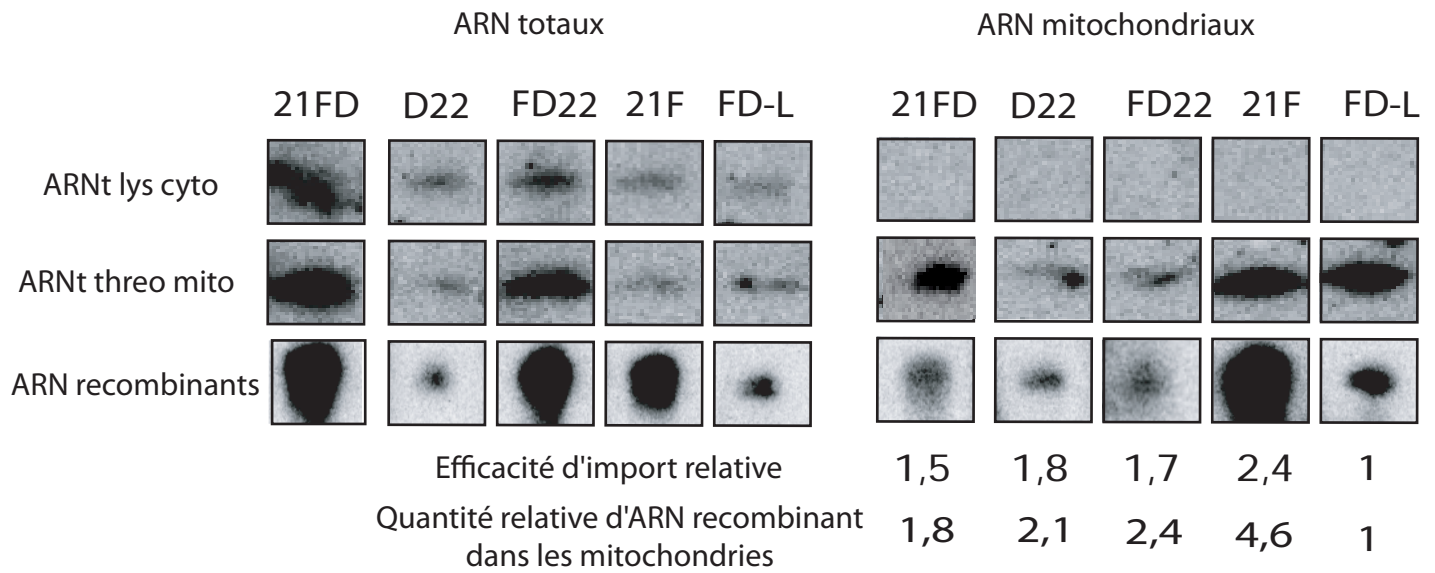 ARN totaux ARN mitochondriaux
21FD D22 FD22 21F FD-L 21FD D22 FD22 21F FD-L
ARNt lys cyto
ARNt threo mito
ARN recombinants
Efficacité d'import relative 1,5 1,8 1,7 2,4 1
Quantité relative d'ARN recombinant
dans les mitochondries 1,8 2,1 2,4 4,6 1